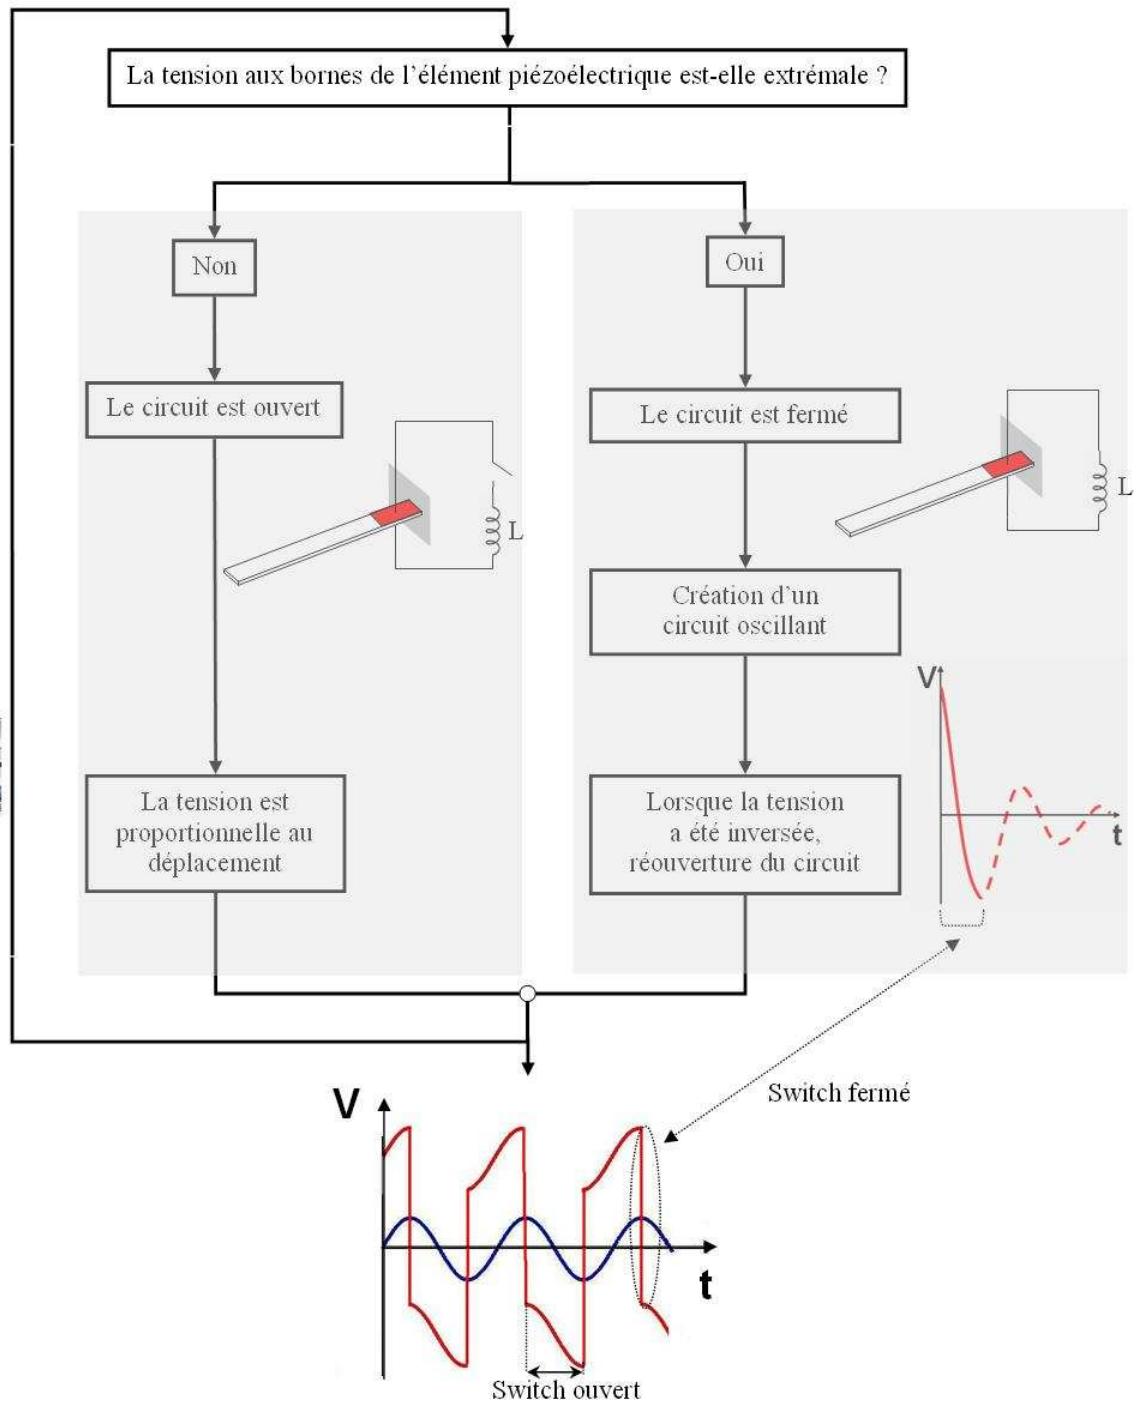 La tension aux bornes de l'élément piézoélectrique est-elle extrémale ?
Non
Oui
Le circuit est ouvert
Le circuit est fermé
L
L
Création d'un
circuit oscillant
V
t
La tension est
proportionnelle au
déplacement
Lorsque la tension
a été inversée,
réouverture du circuit
Switch fermé
V
t
Switch ouvert